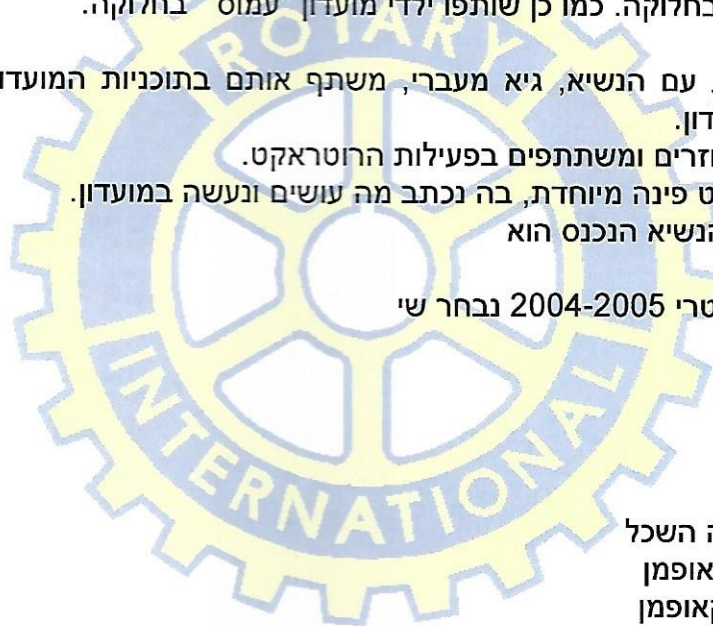 בחלוקה. כמו כן שותפו ילדי מועדון "עמוס" בחלוקה.
ROTARY
עם הנשיא, גיא מעברי, משתף אותם בתוכניות המועדו
דון.
וזרים ומשתתפים בפעילות הרוטראקט.
ט פינה מיוחדת, בה נכתב מה עושים ונעשה במועדון.
הנשיא הנכנס הוא
טרי 2004-2005 נבחר שי
INTERNATIONAL
ה השכל
אופמן
קאופמן